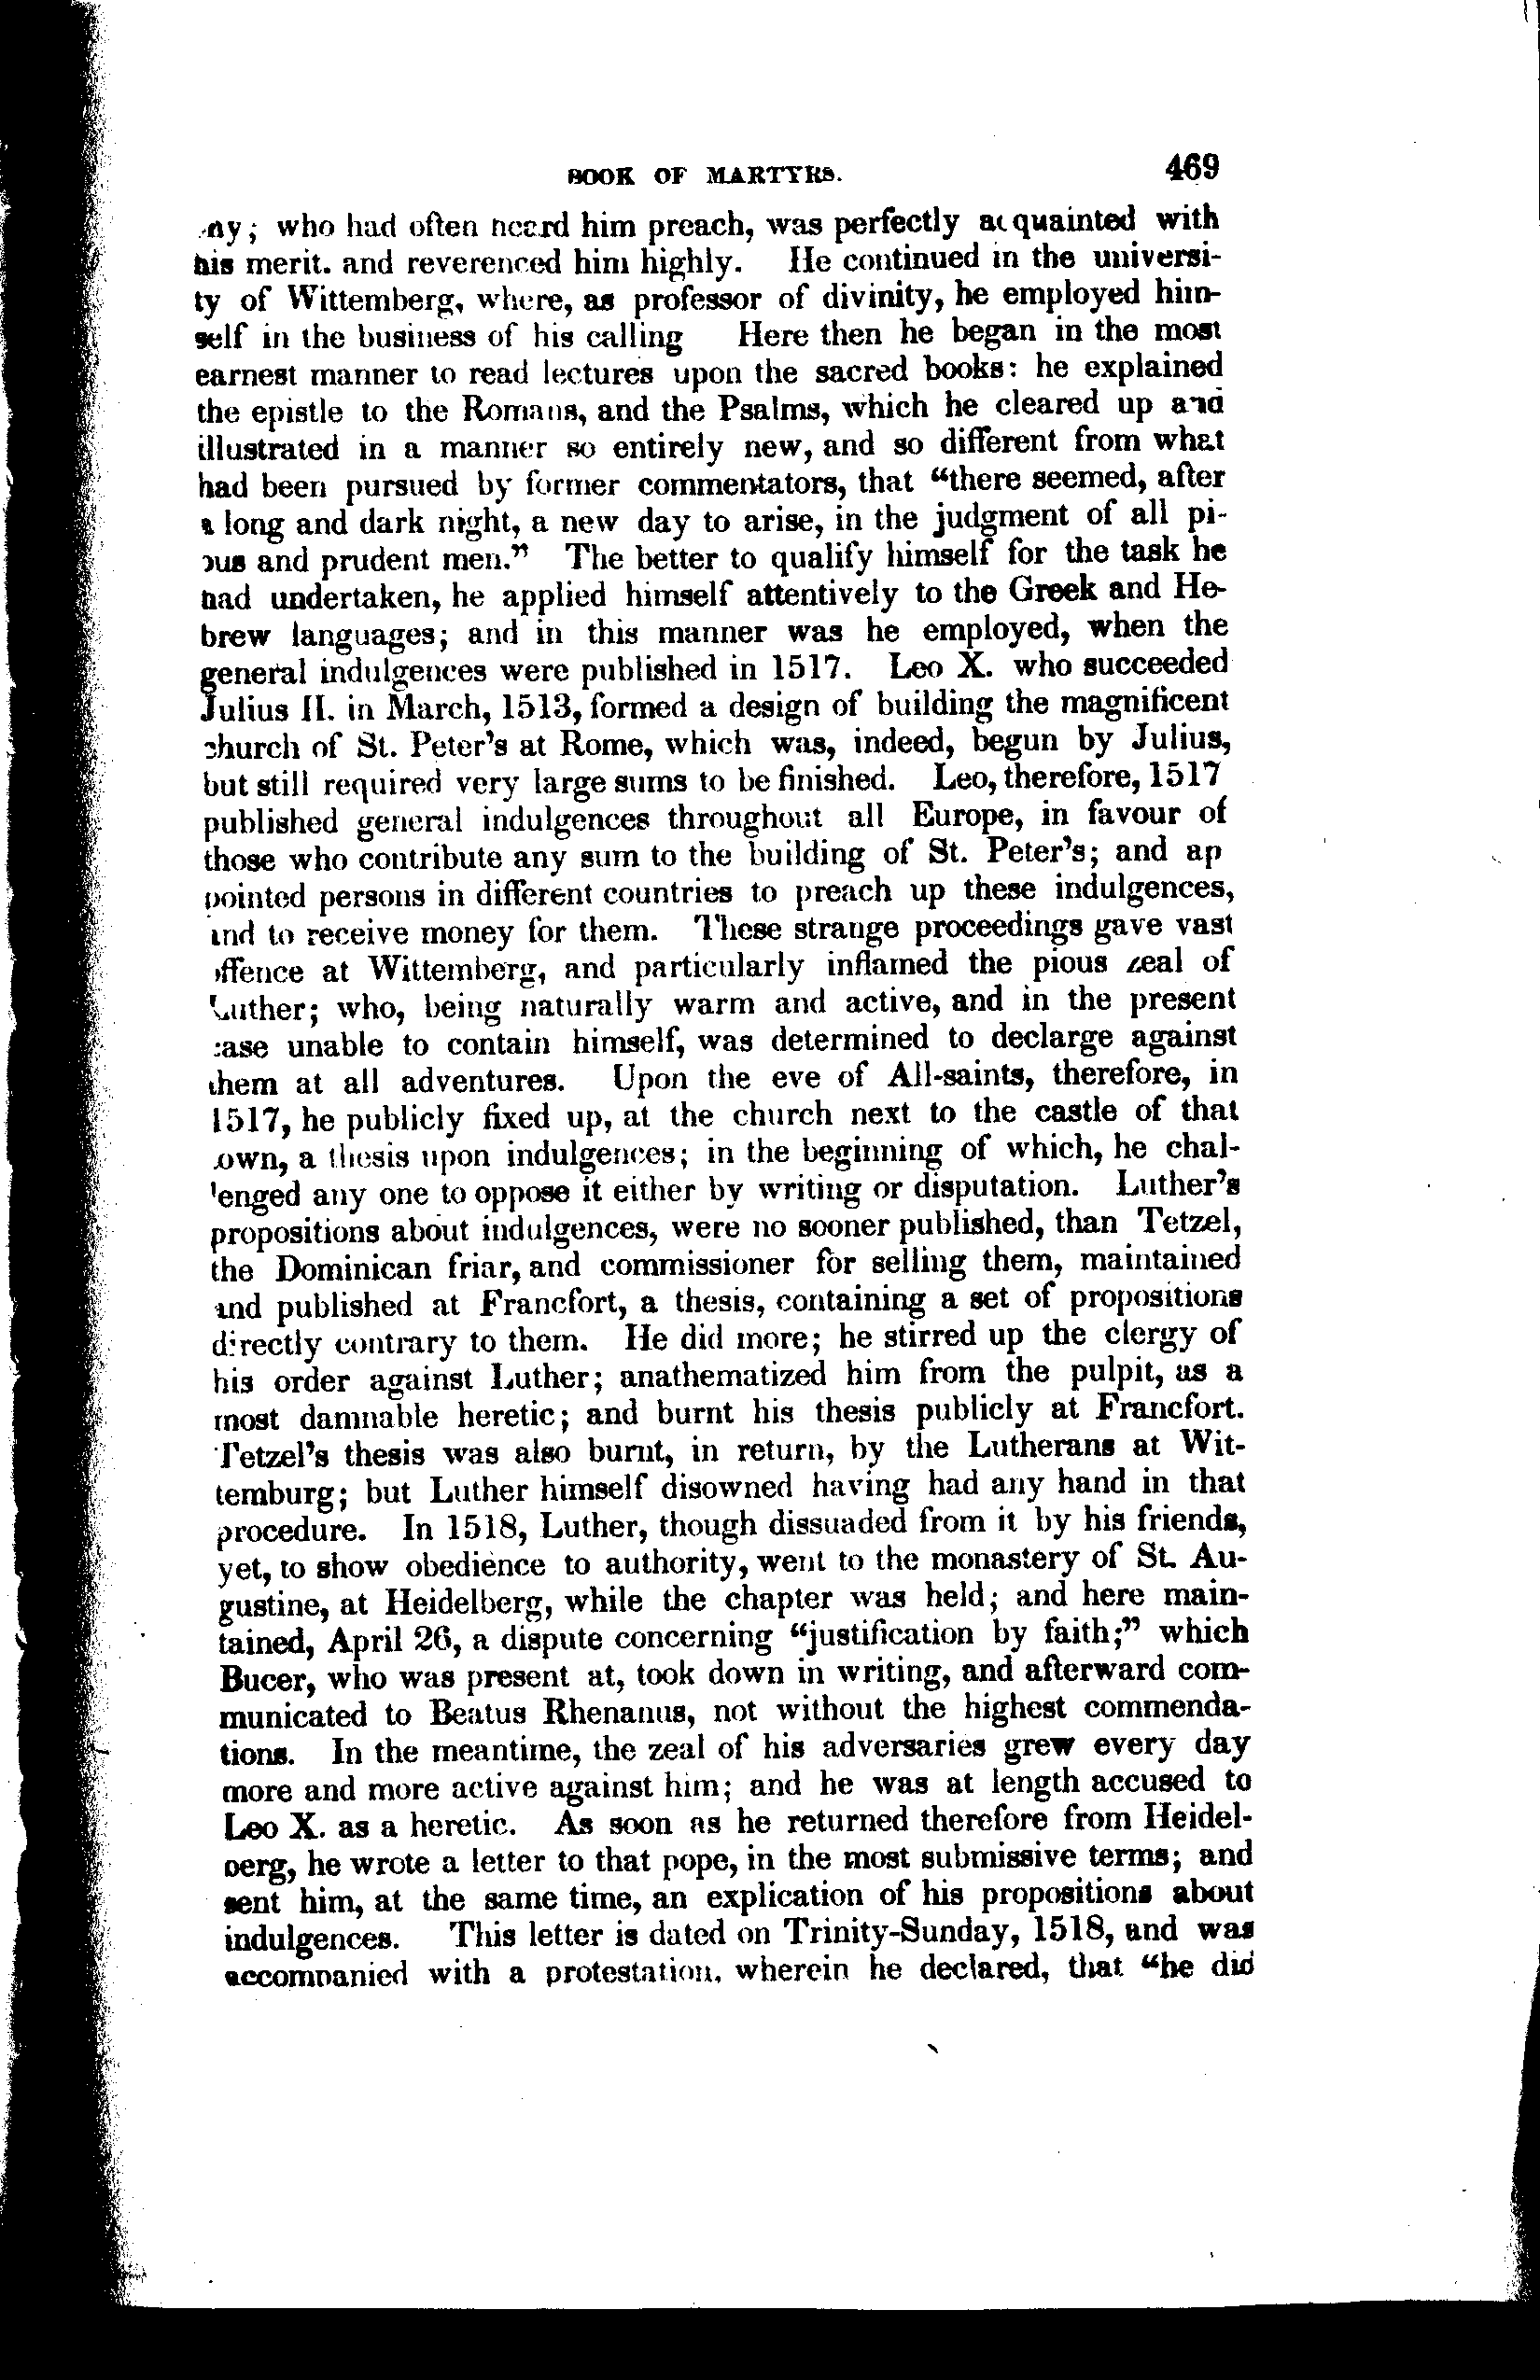 BOOK OF MARTYRS. 469
ny; who had often heard him preach, was perfectly acquainted with
his merit. and reverenced him highly. He continued in the universi-
ty of Wittemberg, where, as professor of divinity, he employed him-
self in the business of his calling Here then he began in the most
earnest manner to read lectures upon the sacred books: he explained
the epistle to the Romans, and the Psalms, which he cleared up and
illustrated in a manner so entirely new, and so different from what
had been pursued by former commentators, that “there seemed, after
a long and dark night, a new day to arise, in the judgment of all pi-
ous and prudent men.” The better to qualify himself for the task he
had undertaken, he applied himself attentively to the Greek and He-
brew languages; and in this manner was he employed, when the
general indulgences were published in 1517. Leo X. who succeeded
Julius II. in March, 1513, formed a design of building the magnificent
church of St. Peter’s at Rome, which was, indeed, begun by Julius,
but still required very large sums to be finished. Leo, therefore, 1517
published general indulgences throughout all Europe, in favour of
those who contribute any sum to the building of St. Peter’s; and ap
pointed persons in different countries to preach up these indulgences,
and to receive money for them. These strange proceedings gave vast
offence at Wittemberg, and particularly inflamed the pious zeal of
Luther; who, being naturally warm and active, and in the present
case unable to contain himself, was determined to declarge against
them at all adventures. Upon the eve of All-saints, therefore, in
1517, he publicly fixed up, at the church next to the castle of that
town, a thesis upon indulgences; in the beginning of which, he chal-
lenged any one to oppose it either by writing or disputation. Luther’s
propositions about indulgences, were no sooner published, than Tetzel,
the Dominican friar, and commissioner for selling them, maintained
and published at Francfort, a thesis, containing a set of propositions
directly contrary to them. He did more; he stirred up the clergy of
his order against Luther; anathematized him from the pulpit, as a
most damnable heretic; and burnt his thesis publicly at Francfort.
Tetzel’s thesis was also burnt, in return, by the Lutherans at Wit-
temburg; but Luther himself disowned having had any hand in that
procedure. In 1518, Luther, though dissuaded from it by his friends,
yet, to show obedience to authority, went to the monastery of St. Au-
gustine, at Heidelberg, while the chapter was held; and here main-
tained, April 26, a dispute concerning “justification by faith;” which
Bucer, who was present at, took down in writing, and afterward com-
municated to Beatus Rhenanus, not without the highest commenda-
tions. In the meantime, the zeal of his adversaries grew every day
more and more active against him; and he was at length accused to
Leo X. as a heretic. As soon as he returned therefore from Heidel-
berg, he wrote a letter to that pope, in the most submissive terms; and
sent him, at the same time, an explication of his propositions about
indulgences. This letter is dated on Trinity-Sunday, 1518, and was
accompanied with a protestation, wherein he declared, that “he did